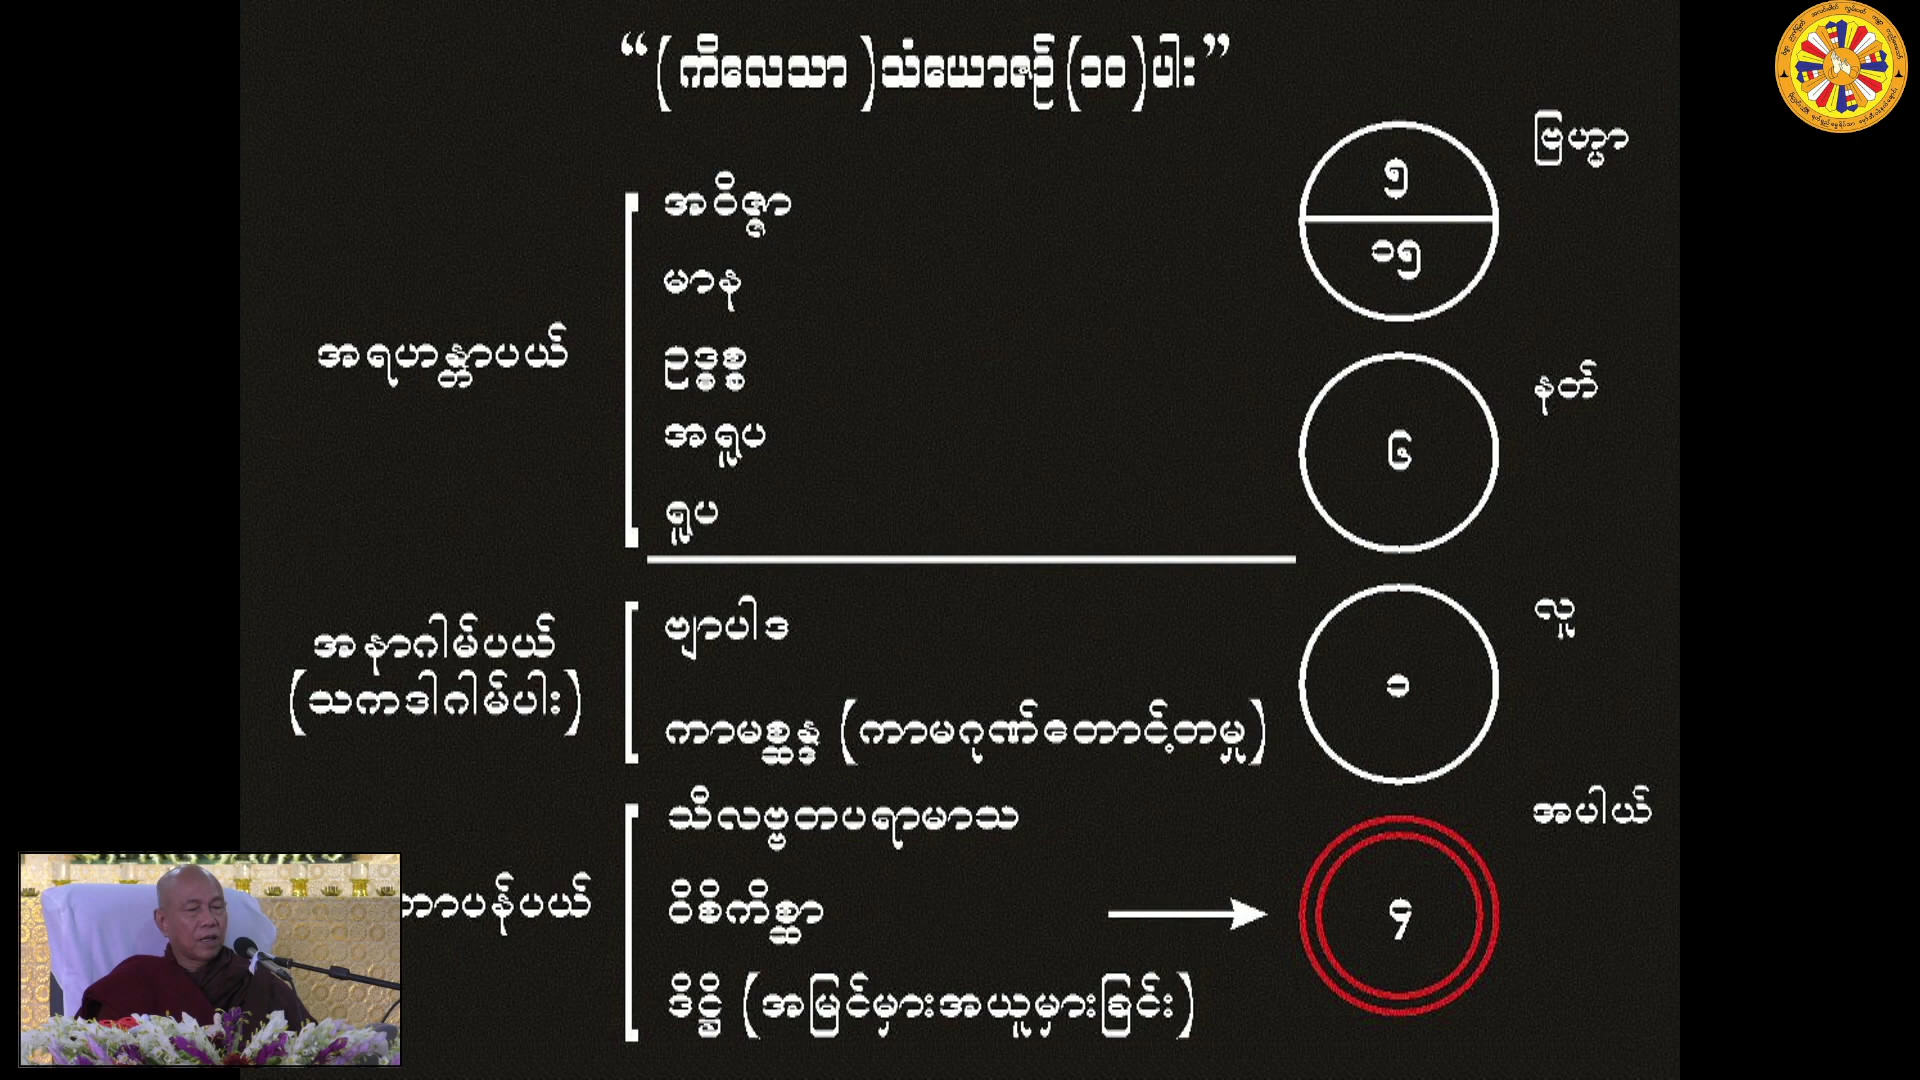 “(ကိလေသာ)သံယောဇဉ်(၁၀)ပါး”
ဗြဟ္မာ
၅
၁၅
အဝိဇ္ဇာ
မာန
ဥဒ္ဓစ္စ
အရူပ
ရူပ
အရဟန္တာပယ်
နတ်
၆
ဗျာပါဒ
ကာမစ္ဆန္ဒ (ကာမဂုဏ်တောင့်တမှု)
အနာဂါမ်ပယ်
(သကဒါဂါမ်ပါး)
လူ
၁
သီလဗ္ဗတပရာမာသ
ဝိစိကိစ္ဆာ
ဒိဋ္ဌိ (အမြင်မှားအယူမှားခြင်း)
တာပန်ပယ်
အပါယ်
၄